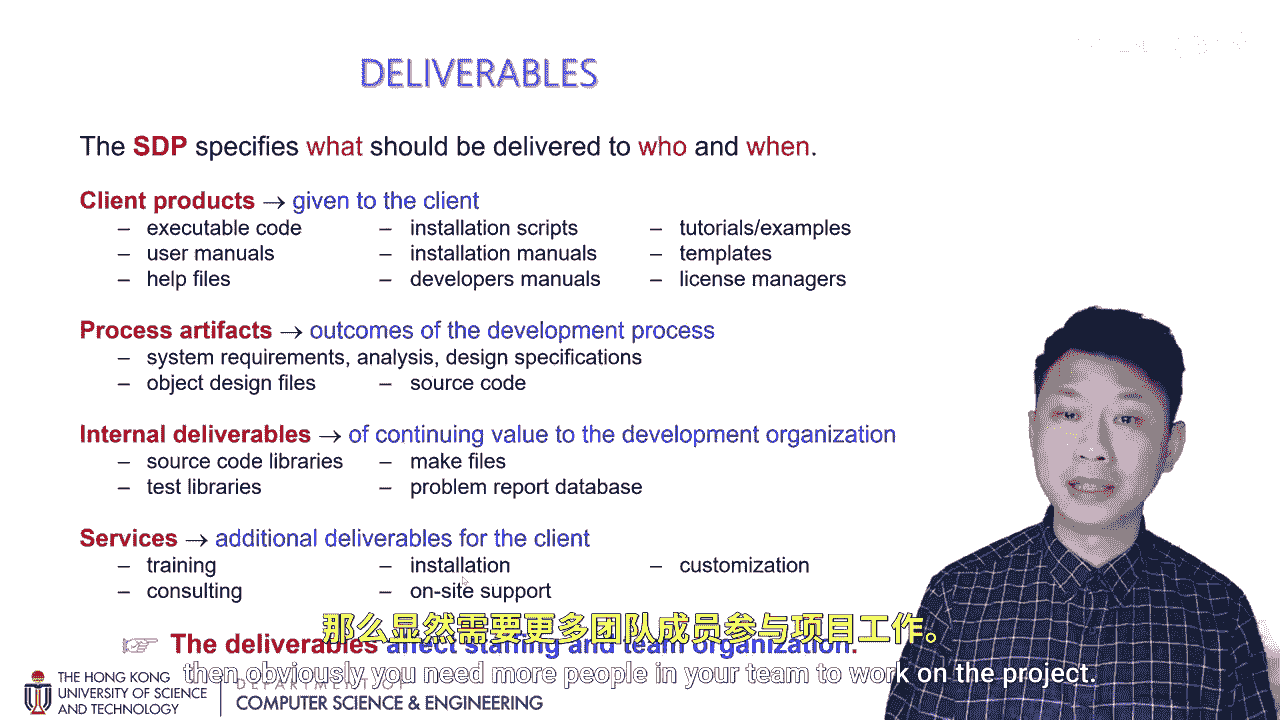 DELIVERABLES
The SDP specifies what should be delivered to who and when.
Client products → given to the client
– executable code – installation scripts – tutorials/examples
– user manuals – installation manuals – templates
– help files – developers manuals – license managers
Process artifacts → outcomes of the development process
– system requirements, analysis, design specifications
– object design files – source code
Internal deliverables → of continuing value to the development organization
– source code libraries – make files
– test libraries – problem report database
Services → additional deliverables for the client
– training – installation – customization
– consulting – on-site support
那么显然需要更多团队成员参与项目工作。
☞ The deliverables affect staffing and team organization.
then obviously you need more people in your team to work on the project.
THE HONG KONG
UNIVERSITY OF SCIENCE
AND TECHNOLOGY
DEPARTMENT OF
COMPUTER SCIENCE & ENGINEERING